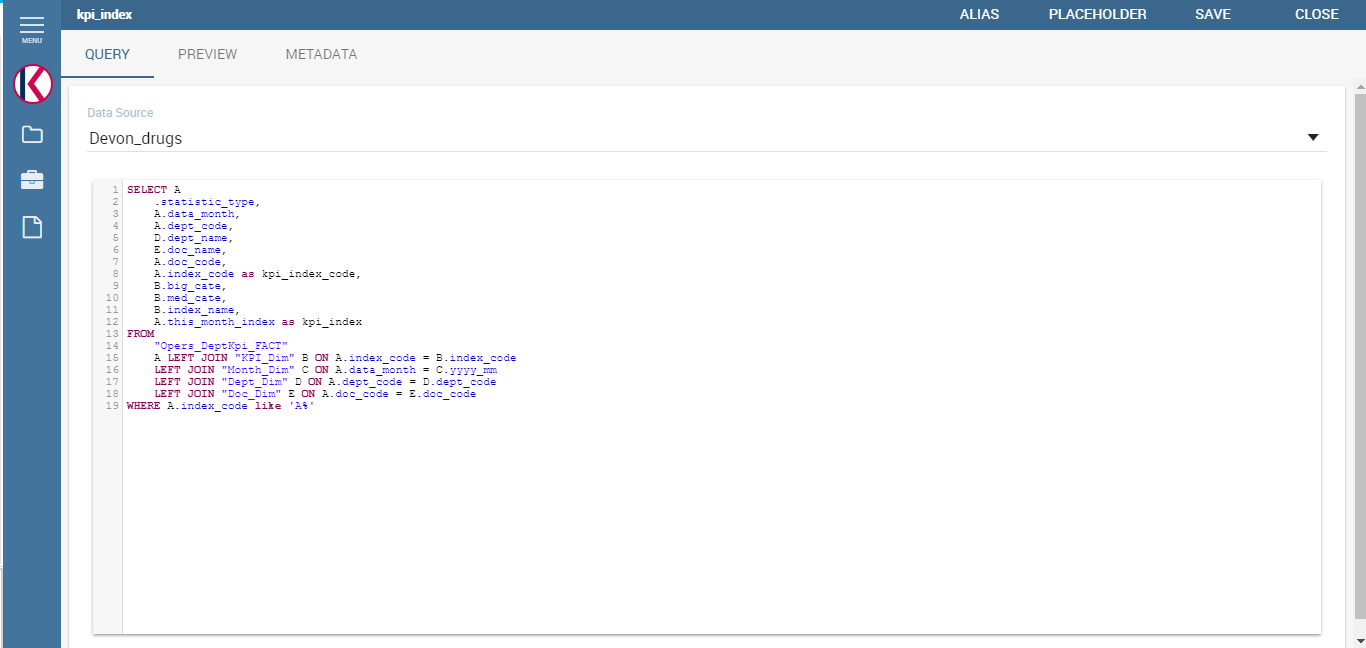 kpi_index
ALIAS
PLACEHOLDER
SAVE
CLOSE
MENU
QUERY
PREVIEW
METADATA
Data Source
Devon_drugs
1 SELECT A
2 .statistic_type,
3 A.data_month,
4 A.dept_code,
5 D.dept_name,
6 E.doc_name,
7 A.doc_code,
8 A.index_code as kpi_index_code,
9 B.big_cate,
10 B.med_cate,
11 B.index_name,
12 A.this_month_index as kpi_index
13 FROM
14 "Opers_DeptKpi_FACT"
15 A LEFT JOIN "KPI_Dim" B ON A.index_code = B.index_code
16 LEFT JOIN "Month_Dim" C ON A.data_month = C.yyyy_mm
17 LEFT JOIN "Dept_Dim" D ON A.dept_code = D.dept_code
18 LEFT JOIN "Doc_Dim" E ON A.doc_code = E.doc_code
19 WHERE A.index_code like 'A%'